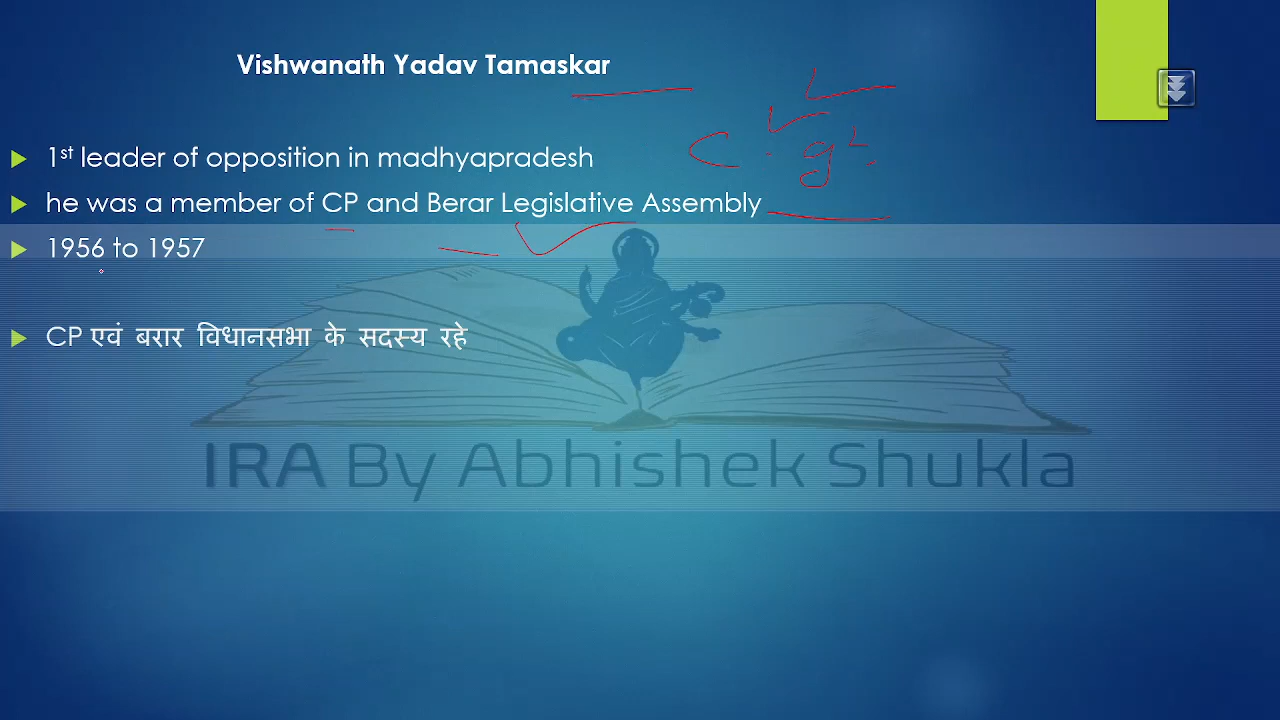 Vishwanath Yadav Tamaskar
1st leader of opposition in madhyapradesh
he was a member of CP and Berar Legislative Assembly
1956 to 1957
CP एवं बरार विधानसभा के सदस्य रहे
IRA By Abhishek Shukla